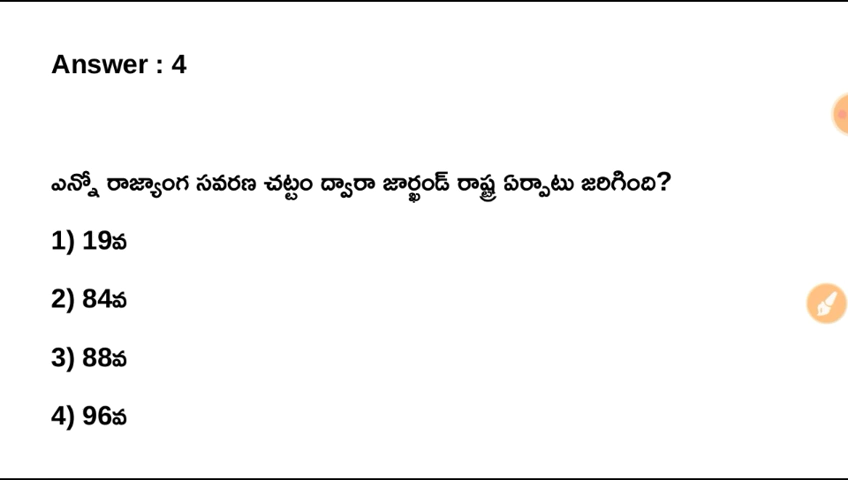 Answer : 4
ఎన్నో రాజ్యాంగ సవరణ చట్టం ద్వారా జార్ఖండ్ రాష్ట్ర ఏర్పాటు జరిగింది?
1) 19వ
2) 84వ
3) 88వ
4) 96వ